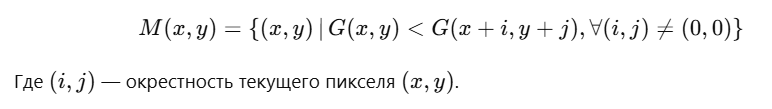 M(x, y) = {(x, y) | G(x, y) < G(x + i, y + j), ∀(i, j) ≠ (0, 0)}
Где (i, j) — окрестность текущего пикселя (x, y).